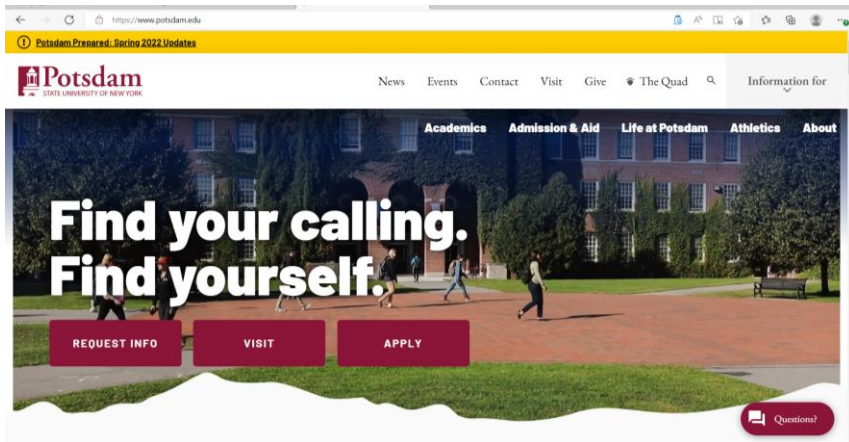 https://www.potsdam.edu
Potsdam Prepared: Spring 2022 Updates
Potsdam
STATE UNIVERSITY OF NEW YORK
News Events Contact Visit Give The Quad Information for
Academics Admission & Aid Life at Potsdam Athletics About
Find your calling.
Find yourself.
REQUEST INFO VISIT APPLY
Questions?